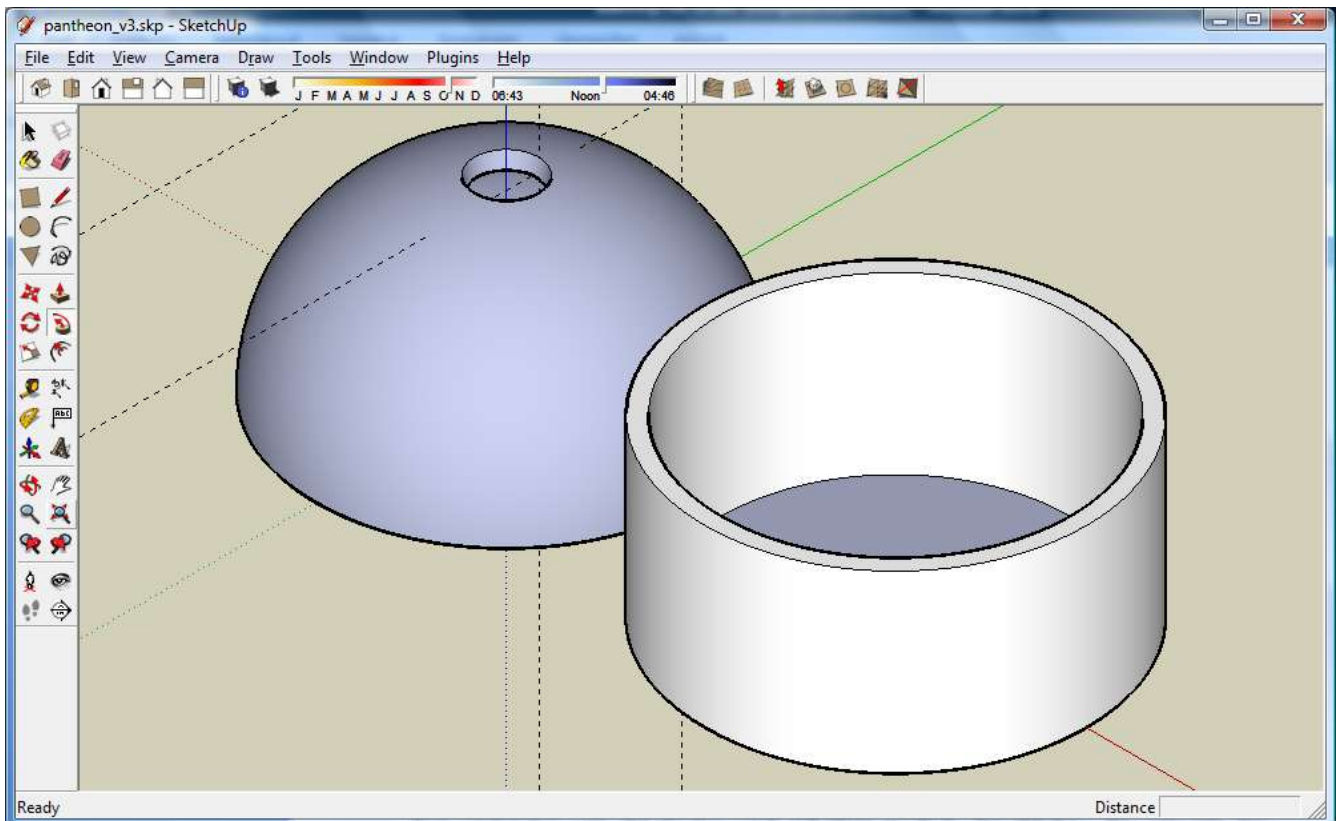 pantheon_v3.skp - SketchUp
File Edit View Camera Draw Tools Window Plugins Help
J F M A M J J A S O N D 06:43 Noon 04:46
ABC
Ready Distance